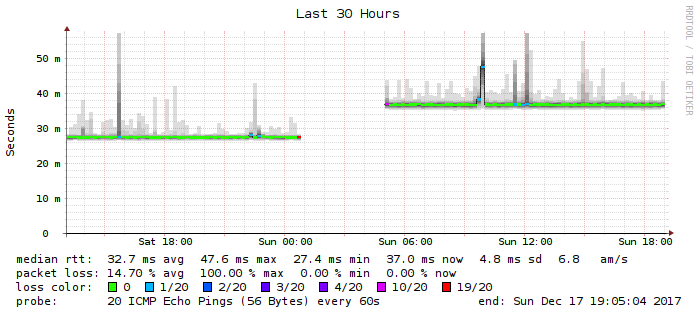 Last 30 Hours
RRDTOOL / TOBI OETIKER
Seconds
50 m
40 m
30 m
20 m
10 m
0
Sat 18:00 Sun 00:00 Sun 06:00 Sun 12:00 Sun 18:00
median rtt: 32.7 ms avg 47.6 ms max 27.4 ms min 37.0 ms now 4.8 ms sd 6.8 am/s
packet loss: 14.70 % avg 100.00 % max 0.00 % min 0.00 % now
loss color: 0 1/20 2/20 3/20 4/20 10/20 19/20
probe: 20 ICMP Echo Pings (56 Bytes) every 60s end: Sun Dec 17 19:05:04 2017